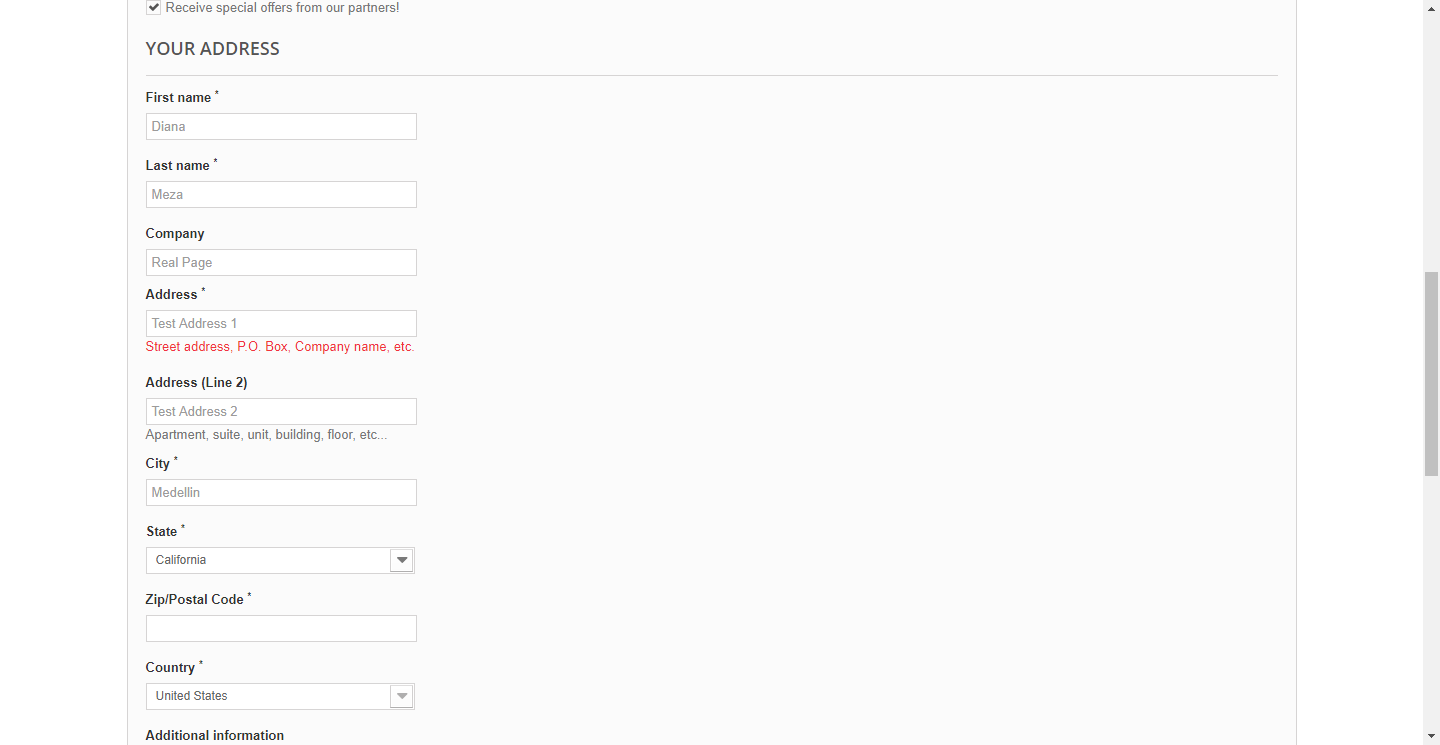 Receive special offers from our partners!
YOUR ADDRESS
First name *
Diana
Last name *
Meza
Company
Real Page
Address *
Test Address 1
Street address, P.O. Box, Company name, etc.
Address (Line 2)
Test Address 2
Apartment, suite, unit, building, floor, etc...
City *
Medellin
State *
California
Zip/Postal Code *
Country *
United States
Additional information